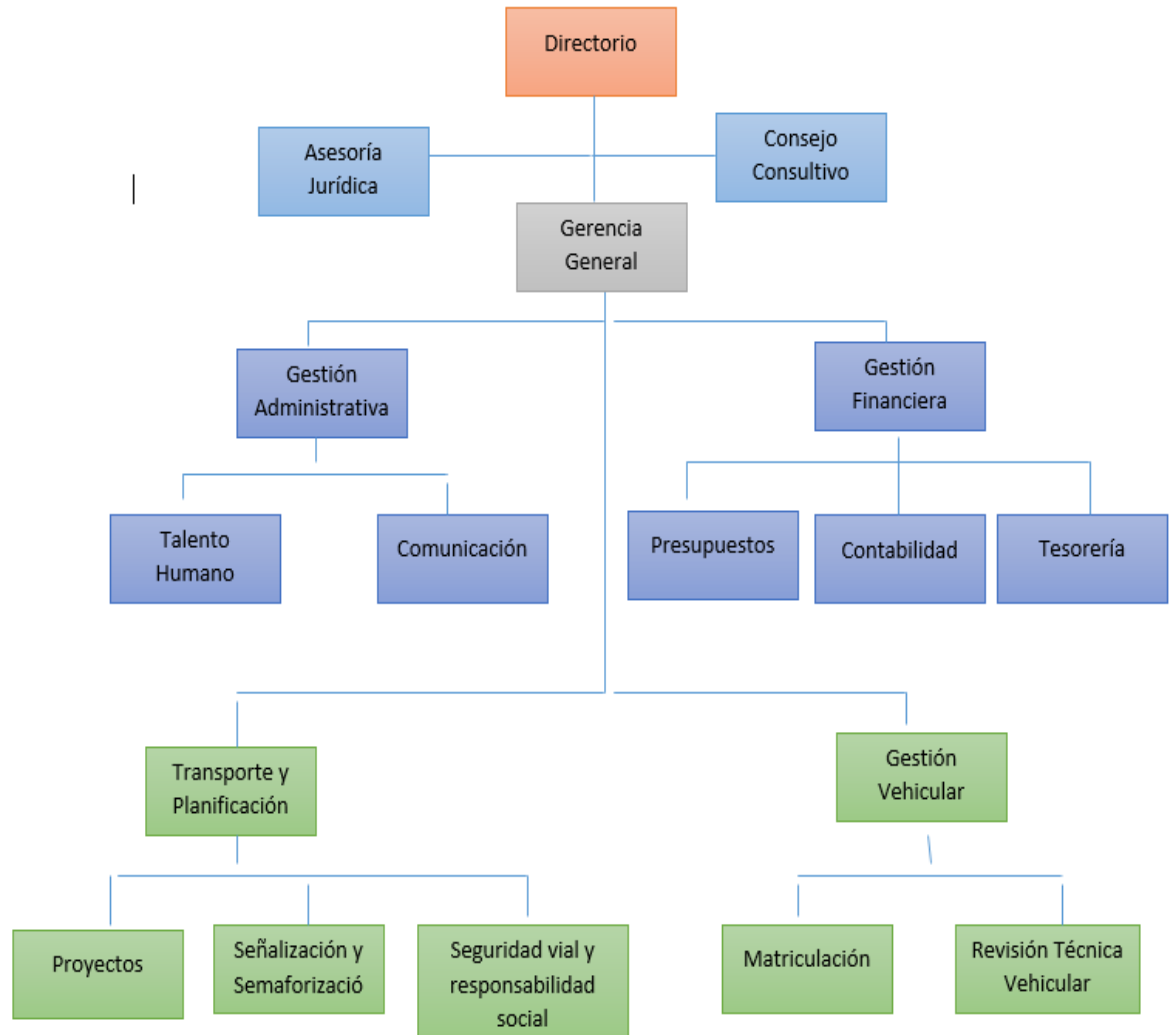 Directorio
Asesoría
Jurídica
Consejo
Consultivo
Gerencia
General
Gestión
Administrativa
Gestión
Financiera
Talento
Humano
Comunicación
Presupuestos
Contabilidad
Tesorería
Transporte y
Planificación
Gestión
Vehicular
Proyectos
Señalización y
Semaforizació
Seguridad vial y
responsabilidad
social
Matriculación
Revisión Técnica
Vehicular